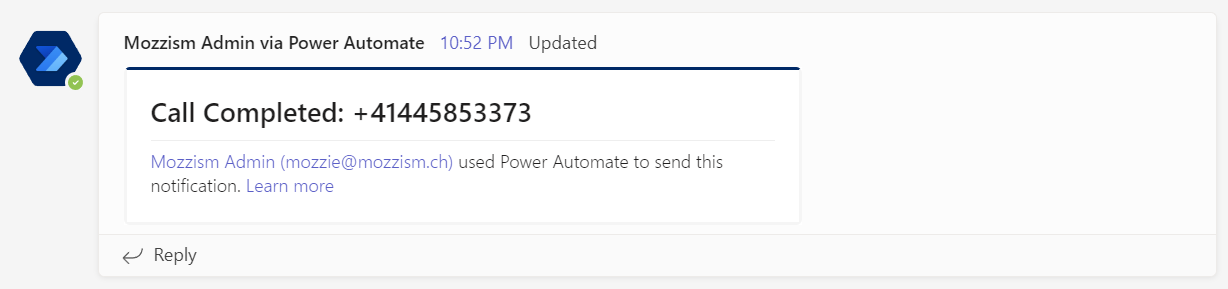 Mozzism Admin via Power Automate 10:52 PM Updated
Call Completed: +41445853373
Mozzism Admin (mozzie@mozzism.ch) used Power Automate to send this
notification. Learn more
Reply